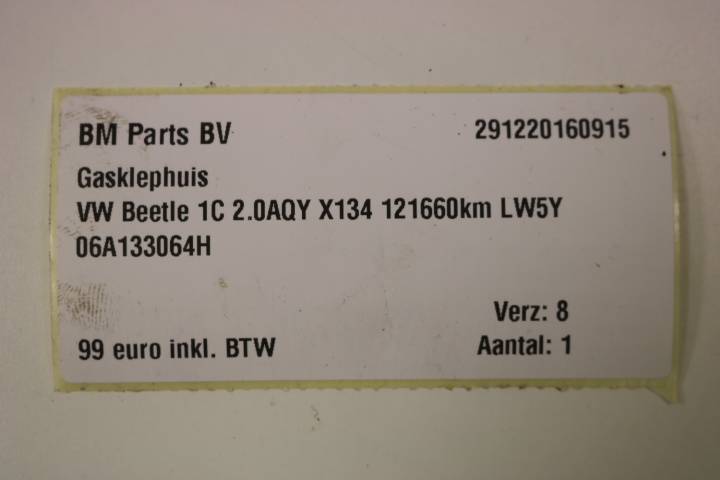 BM Parts BV 291220160915
Gasklephuis
VW Beetle 1C 2.0AQY X134 121660km LW5Y
06A133064H
Verz: 8
99 euro inkl. BTW Aantal: 1